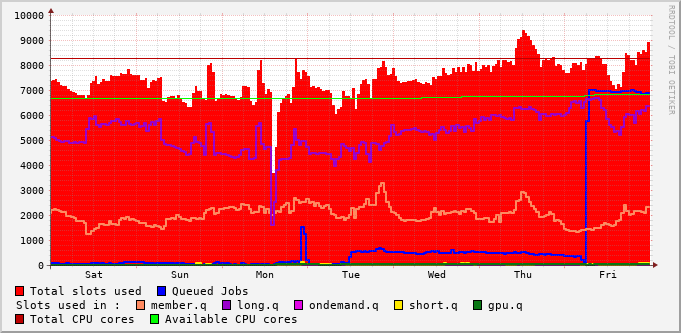 10000
9000
8000
7000
6000
5000
4000
3000
2000
1000
0
Sat Sun Mon Tue Wed Thu Fri
RRDTOOL / TOBI OETIKER
Total slots used Queued Jobs
Slots used in : member.q long.q ondemand.q short.q gpu.q
Total CPU cores Available CPU cores